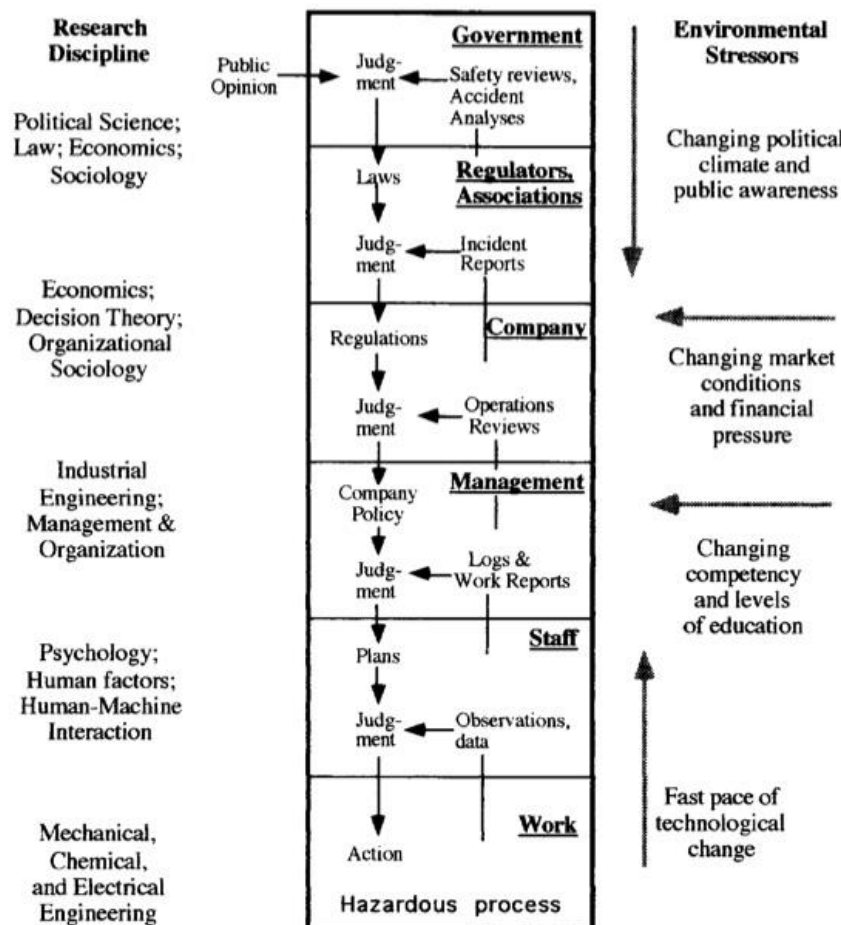 Research
Discipline
Political Science;
Law; Economics;
Sociology
Economics;
Decision Theory;
Organizational
Sociology
Industrial
Engineering;
Management &
Organization
Psychology;
Human factors;
Human-Machine
Interaction
Mechanical,
Chemical,
and Electrical
Engineering
Public
Opinion
Government
Judg-
ment
Safety reviews,
Accident
Analyses
Laws
Regulators,
Associations
Judg-
ment
Incident
Reports
Company
Regulations
Judg-
ment
Operations
Reviews
Management
Company
Policy
Judg-
ment
Logs &
Work Reports
Staff
Plans
Judg-
ment
Observations,
data
Work
Action
Hazardous process
Environmental
Stressors
Changing political
climate and
public awareness
Changing market
conditions
and financial
pressure
Changing
competency
and levels
of education
Fast pace of
technological
change